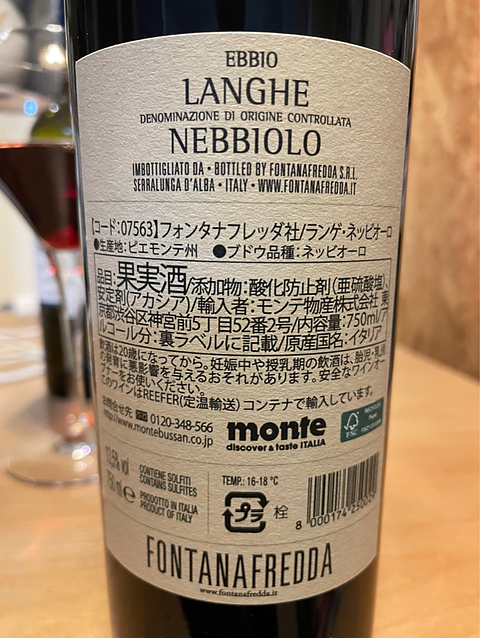 EBBIO
LANGHE
DENOMINAZIONE DI ORIGINE CONTROLLATA
NEBBIOLO
IMBOTTIGLIATO DA • BOTTLED BY FONTANAFREDDA S.R.L.
SERRALUNGA D'ALBA • ITALY • WWW.FONTANAFREDDA.IT
【コード:07563】フォンタナフレッダ社/ランゲ・ネッビオーロ
●生産地:ピエモンテ州 ●ブドウ品種:ネッビオーロ
品目:果実酒/添加物:酸化防止剤(亜硫酸塩)、
安定剤(アカシア)/輸入者:モンテ物産株式会社 東
京都渋谷区神宮前5丁目52番2号/内容量:750ml/ア
ルコール分:裏ラベルに記載/原産国名:イタリア
飲酒は20歳になってから。妊娠中や授乳期の飲酒は、胎児・乳児
の発育に悪影響を与えるおそれがあります。安全なワインオー
プナーをお使いください。
このワインはREEFER(定温輸送)コンテナで輸入しています。
お問合せ先 0120-348-566
http://www.montebussan.co.jp
monte
discover & taste ITALIA
FSC
13,5% vol
750 ml e
CONTIENE SOLFITI
CONTAINS SULFITES
PRODOTTO IN ITALIA
PRODUCT OF ITALY
TEMP.: 16-18 °C
プラ
栓
8 000174 250009
FONTANAFREDDA
www.fontanafredda.it